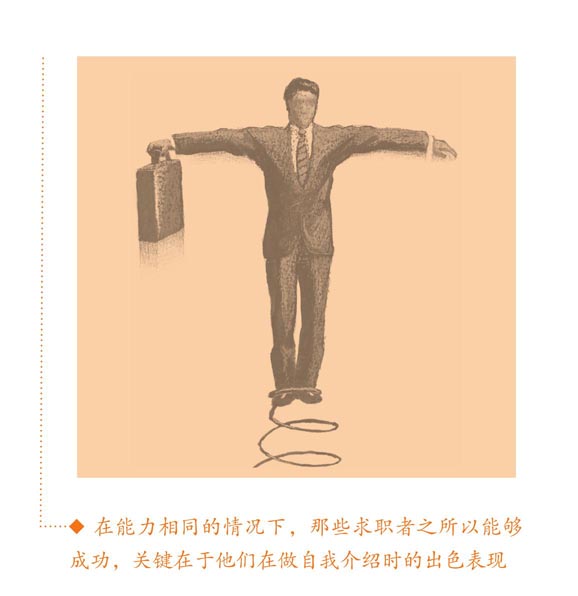 在能力相同的情况下，那些求职者之所以能够
成功，关键在于他们在做自我介绍时的出色表现